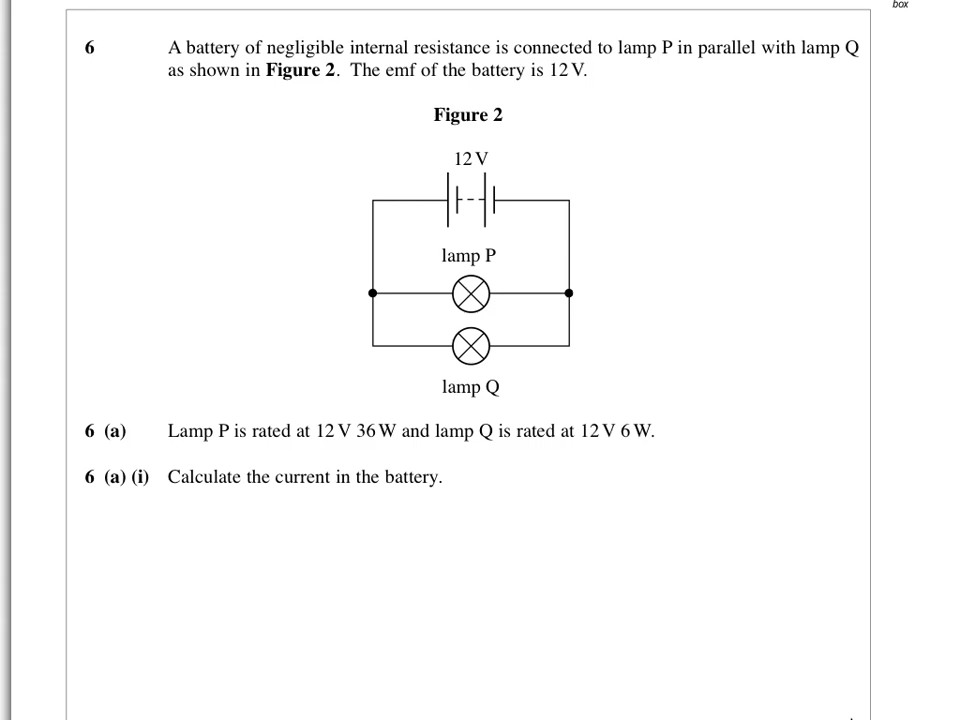 box
6 A battery of negligible internal resistance is connected to lamp P in parallel with lamp Q
as shown in Figure 2. The emf of the battery is 12 V.
Figure 2
12 V
lamp P
lamp Q
6 (a) Lamp P is rated at 12 V 36 W and lamp Q is rated at 12 V 6 W.
6 (a) (i) Calculate the current in the battery.